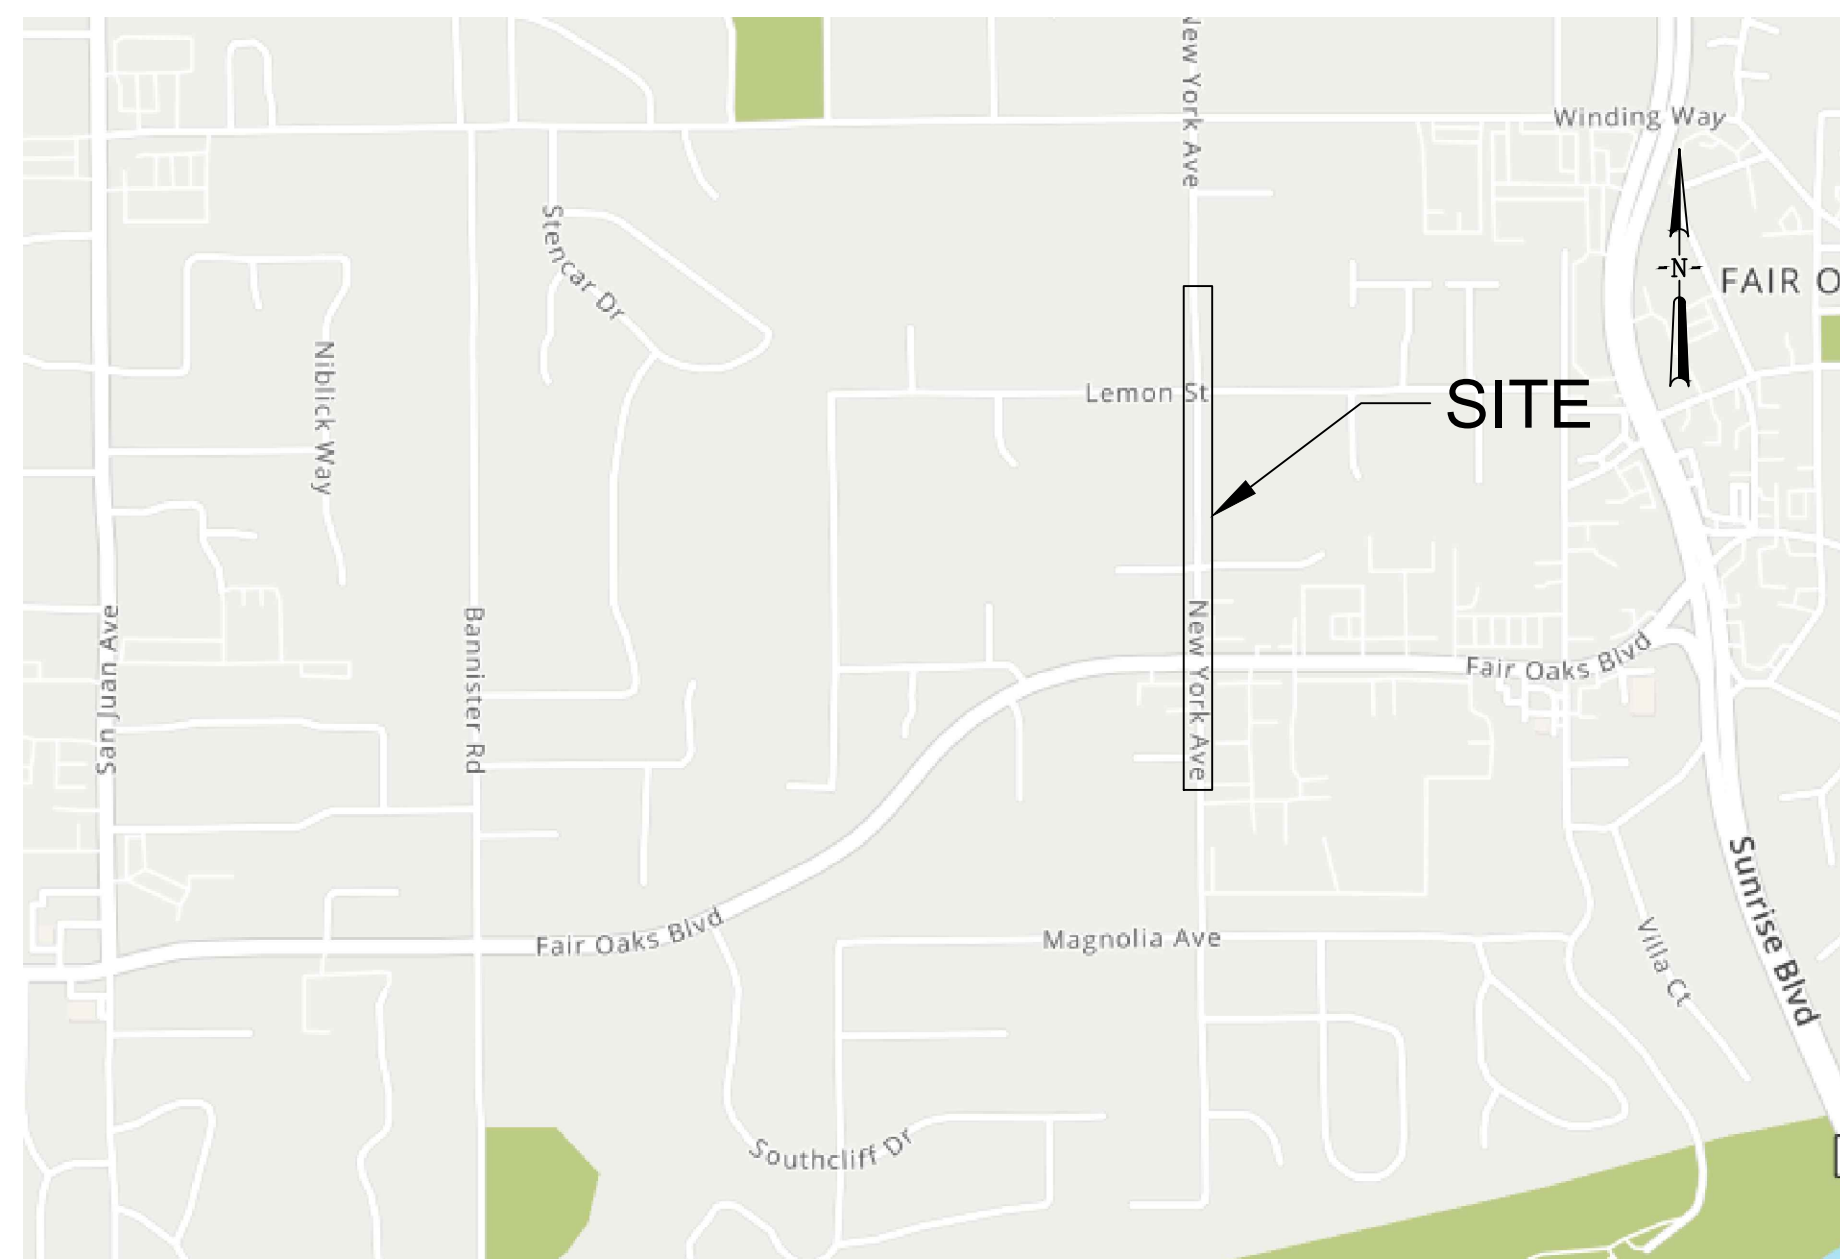 New York Ave
Winding Way
Stencar Dr
-N-
FAIR O
Niblick Way
Lemon St
SITE
San Juan Ave
Bannister Rd
New York Ave
Fair Oaks Blvd
Fair Oaks Blvd
Magnolia Ave
Sunrise Blvd
Villa Ct
Southcliff Dr